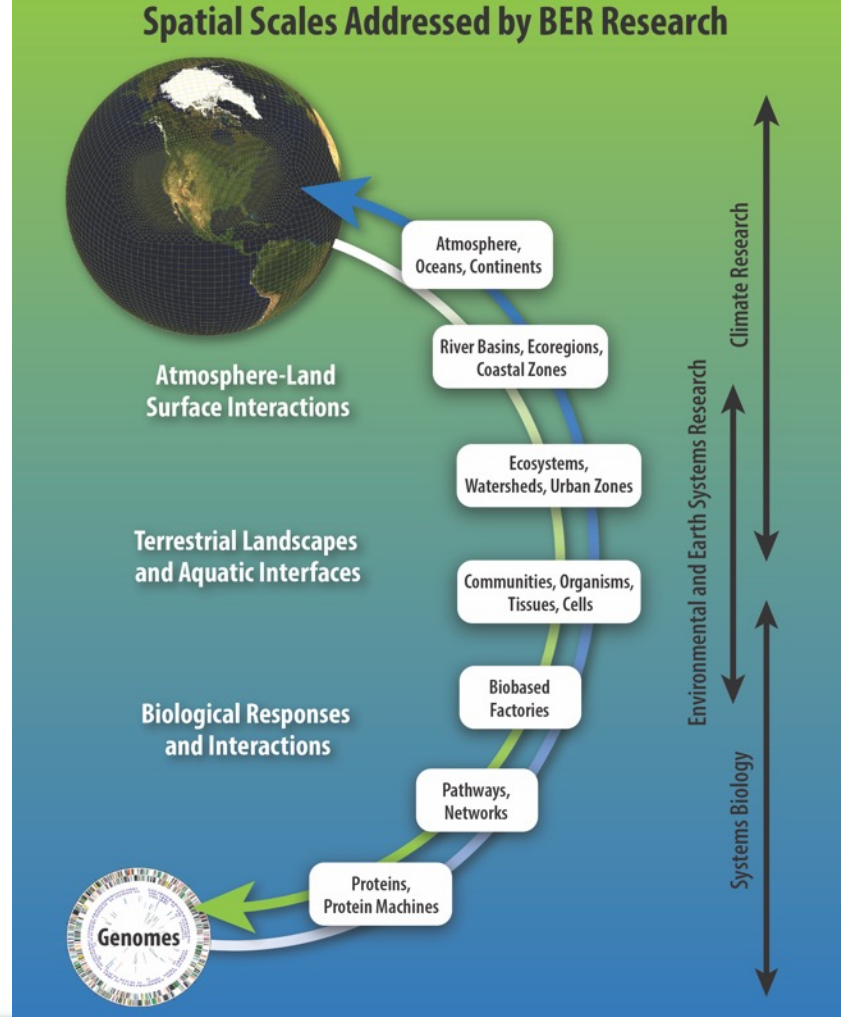 Spatial Scales Addressed by BER Research
Atmosphere,
Oceans, Continents
River Basins, Ecoregions,
Coastal Zones
Atmosphere-Land
Surface Interactions
Ecosystems,
Watersheds, Urban Zones
Terrestrial Landscapes
and Aquatic Interfaces
Communities, Organisms,
Tissues, Cells
Biobased
Factories
Biological Responses
and Interactions
Pathways,
Networks
Proteins,
Protein Machines
Genomes
Climate Research
Environmental and Earth Systems Research
Systems Biology